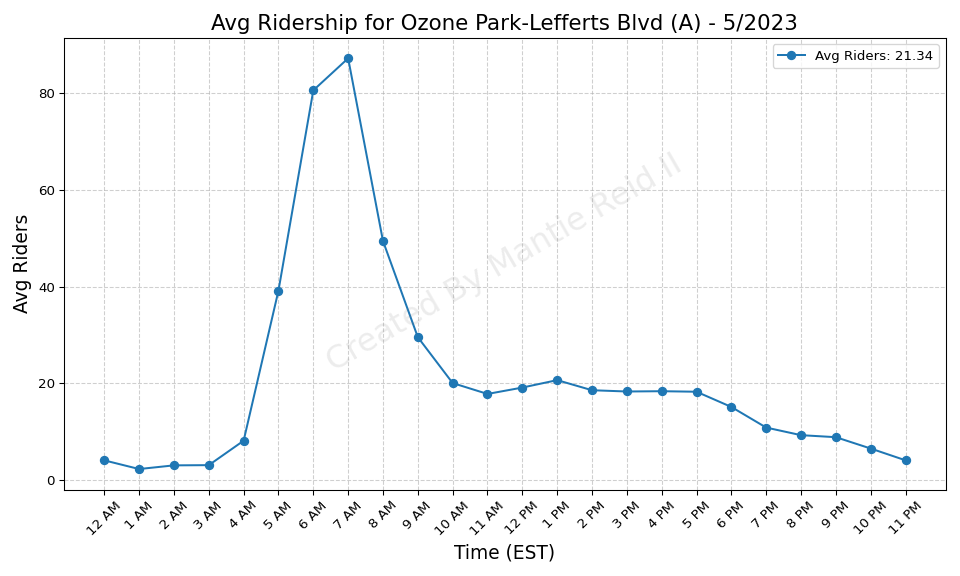 Avg Ridership for Ozone Park-Lefferts Blvd (A) - 5/2023
Avg Riders: 21.34
80
60
40
20
0
Avg Riders
Created By Mantie Reid II
12 AM 1 AM 2 AM 3 AM 4 AM 5 AM 6 AM 7 AM 8 AM 9 AM 10 AM 11 AM 12 PM 1 PM 2 PM 3 PM 4 PM 5 PM 6 PM 7 PM 8 PM 9 PM 10 PM 11 PM
Time (EST)